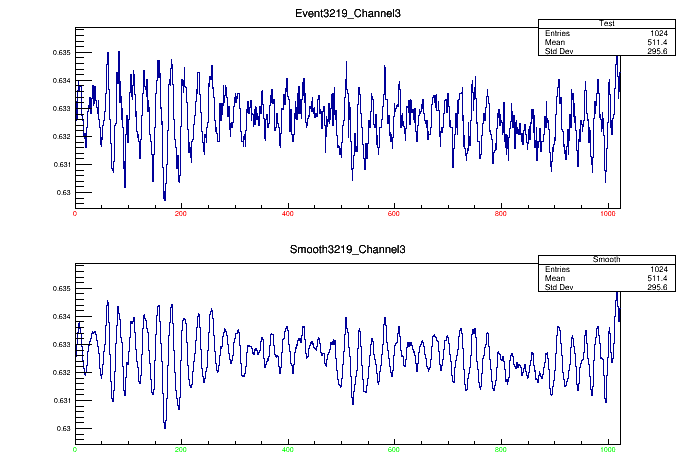 Event3219_Channel3
Test
Entries 1024
Mean 511.4
Std Dev 295.6
0.635
0.634
0.633
0.632
0.631
0.63
0 200 400 600 800 1000
Smooth3219_Channel3
Smooth
Entries 1024
Mean 511.4
Std Dev 295.6
0.635
0.634
0.633
0.632
0.631
0.63
0 200 400 600 800 1000